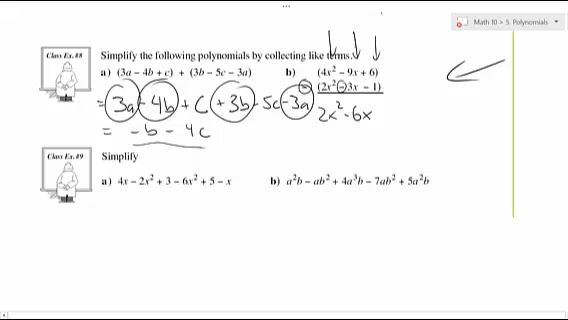 Math 10 > 5. Polynomials
Class Ex. #8
Simplify the following polynomials by collecting like terms.
a) (3a − 4b + c) + (3b − 5c − 3a)
= 3a − 4b + c + 3b − 5c − 3a
= −b − 4c
b) (4x² − 9x + 6)
− (2x² − 3x − 1)
2x² − 6x
Class Ex. #9
Simplify
a) 4x − 2x² + 3 − 6x² + 5 − x
b) a²b − ab² + 4a³b − 7ab² + 5a²b